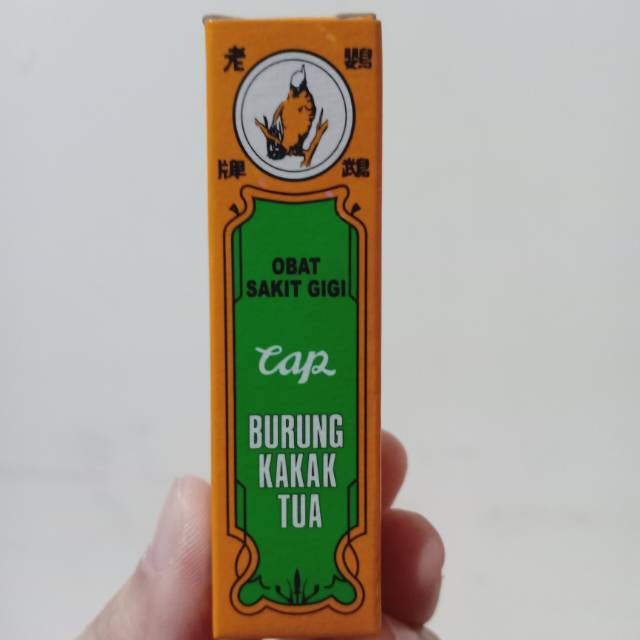 老 鸚
牌 鵡
OBAT
SAKIT GIGI
Cap
BURUNG
KAKAK
TUA